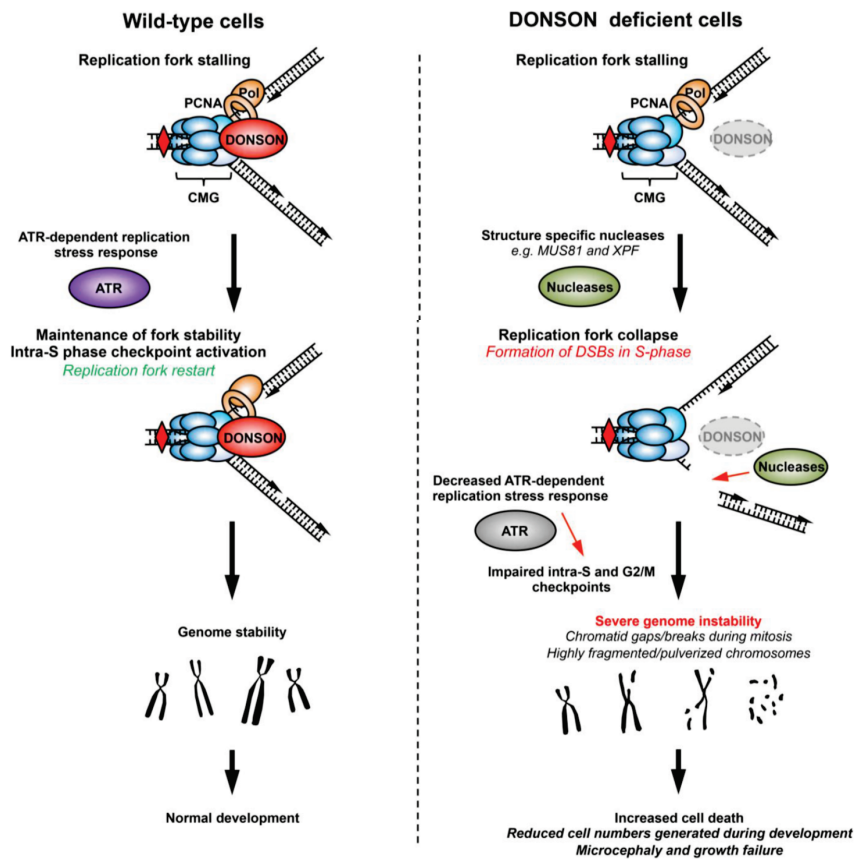 Wild-type cells
Replication fork stalling
Pol
PCNA
DONSON
CMG
ATR-dependent replication
stress response
ATR
Maintenance of fork stability
Intra-S phase checkpoint activation
Replication fork restart
DONSON
Genome stability
Normal development
DONSON deficient cells
Replication fork stalling
Pol
PCNA
DONSON
CMG
Structure specific nucleases
e.g. MUS81 and XPF
Nucleases
Replication fork collapse
Formation of DSBs in S-phase
DONSON
Nucleases
Decreased ATR-dependent
replication stress response
ATR
Impaired intra-S and G2/M
checkpoints
Severe genome instability
Chromatid gaps/breaks during mitosis
Highly fragmented/pulverized chromosomes
Increased cell death
Reduced cell numbers generated during development
Microcephaly and growth failure